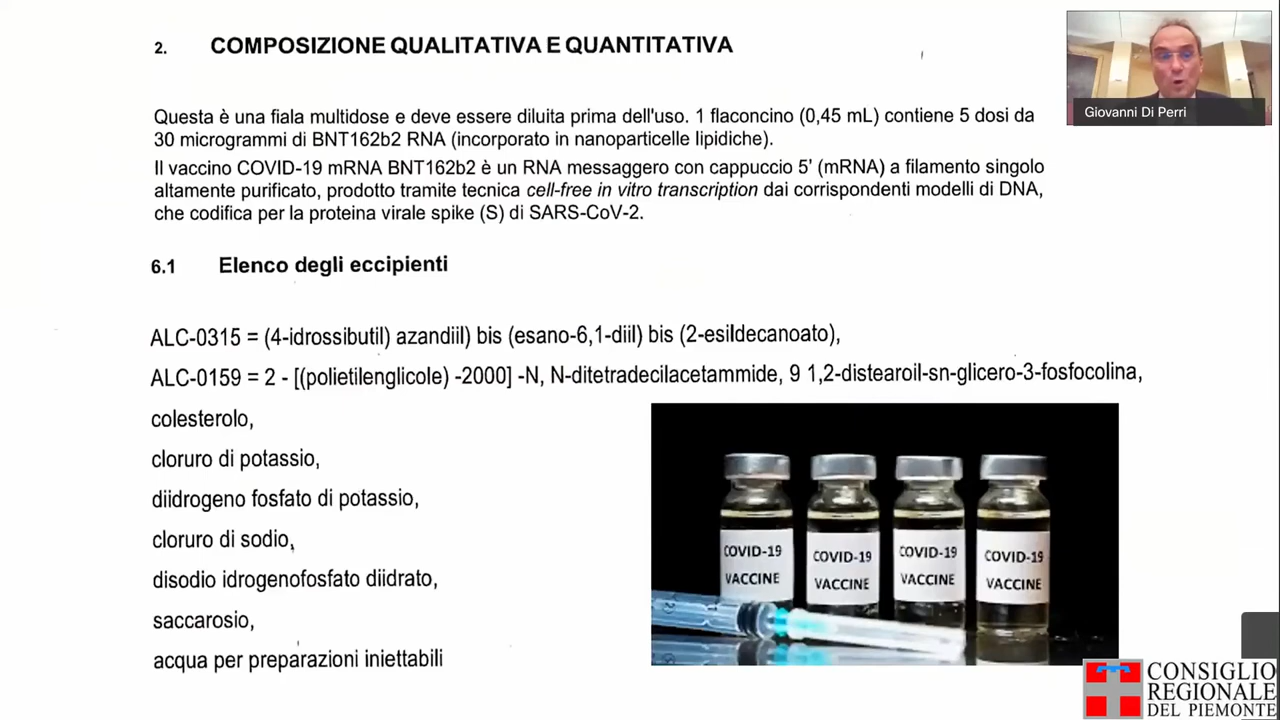 2. COMPOSIZIONE QUALITATIVA E QUANTITATIVA
Giovanni Di Perri
Questa è una fiala multidose e deve essere diluita prima dell'uso. 1 flaconcino (0,45 mL) contiene 5 dosi da
30 microgrammi di BNT162b2 RNA (incorporato in nanoparticelle lipidiche).
Il vaccino COVID-19 mRNA BNT162b2 è un RNA messaggero con cappuccio 5' (mRNA) a filamento singolo
altamente purificato, prodotto tramite tecnica cell-free in vitro transcription dai corrispondenti modelli di DNA,
che codifica per la proteina virale spike (S) di SARS-CoV-2.
6.1 Elenco degli eccipienti
ALC-0315 = (4-idrossibutil) azandiil) bis (esano-6,1-diil) bis (2-esildecanoato),
ALC-0159 = 2 - [(polietilenglicole) -2000] -N, N-ditetradecilacetammide, 9 1,2-distearoil-sn-glicero-3-fosfocolina,
colesterolo,
cloruro di potassio,
diidrogeno fosfato di potassio,
cloruro di sodio,
disodio idrogenofosfato diidrato,
saccarosio,
acqua per preparazioni iniettabili
COVID-19
VACCINE
COVID-19
VACCINE
COVID-19
VACCINE
COVID-19
VACCINE
CONSIGLIO
REGIONALE
DEL PIEMONTE